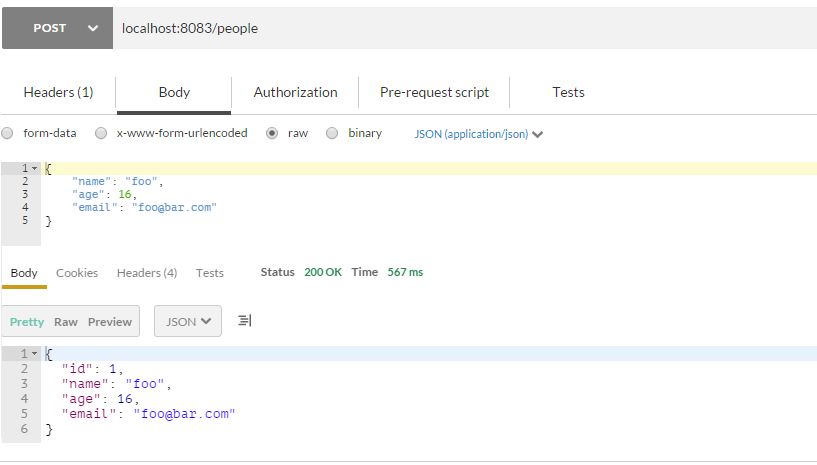 POST localhost:8083/people
Headers (1) Body Authorization Pre-request script Tests
form-data x-www-form-urlencoded raw binary JSON (application/json)
1 {
2 "name": "foo",
3 "age": 16,
4 "email": "foo@bar.com"
5 }
Body Cookies Headers (4) Tests Status 200 OK Time 567 ms
Pretty Raw Preview JSON
1 {
2 "id": 1,
3 "name": "foo",
4 "age": 16,
5 "email": "foo@bar.com"
6 }